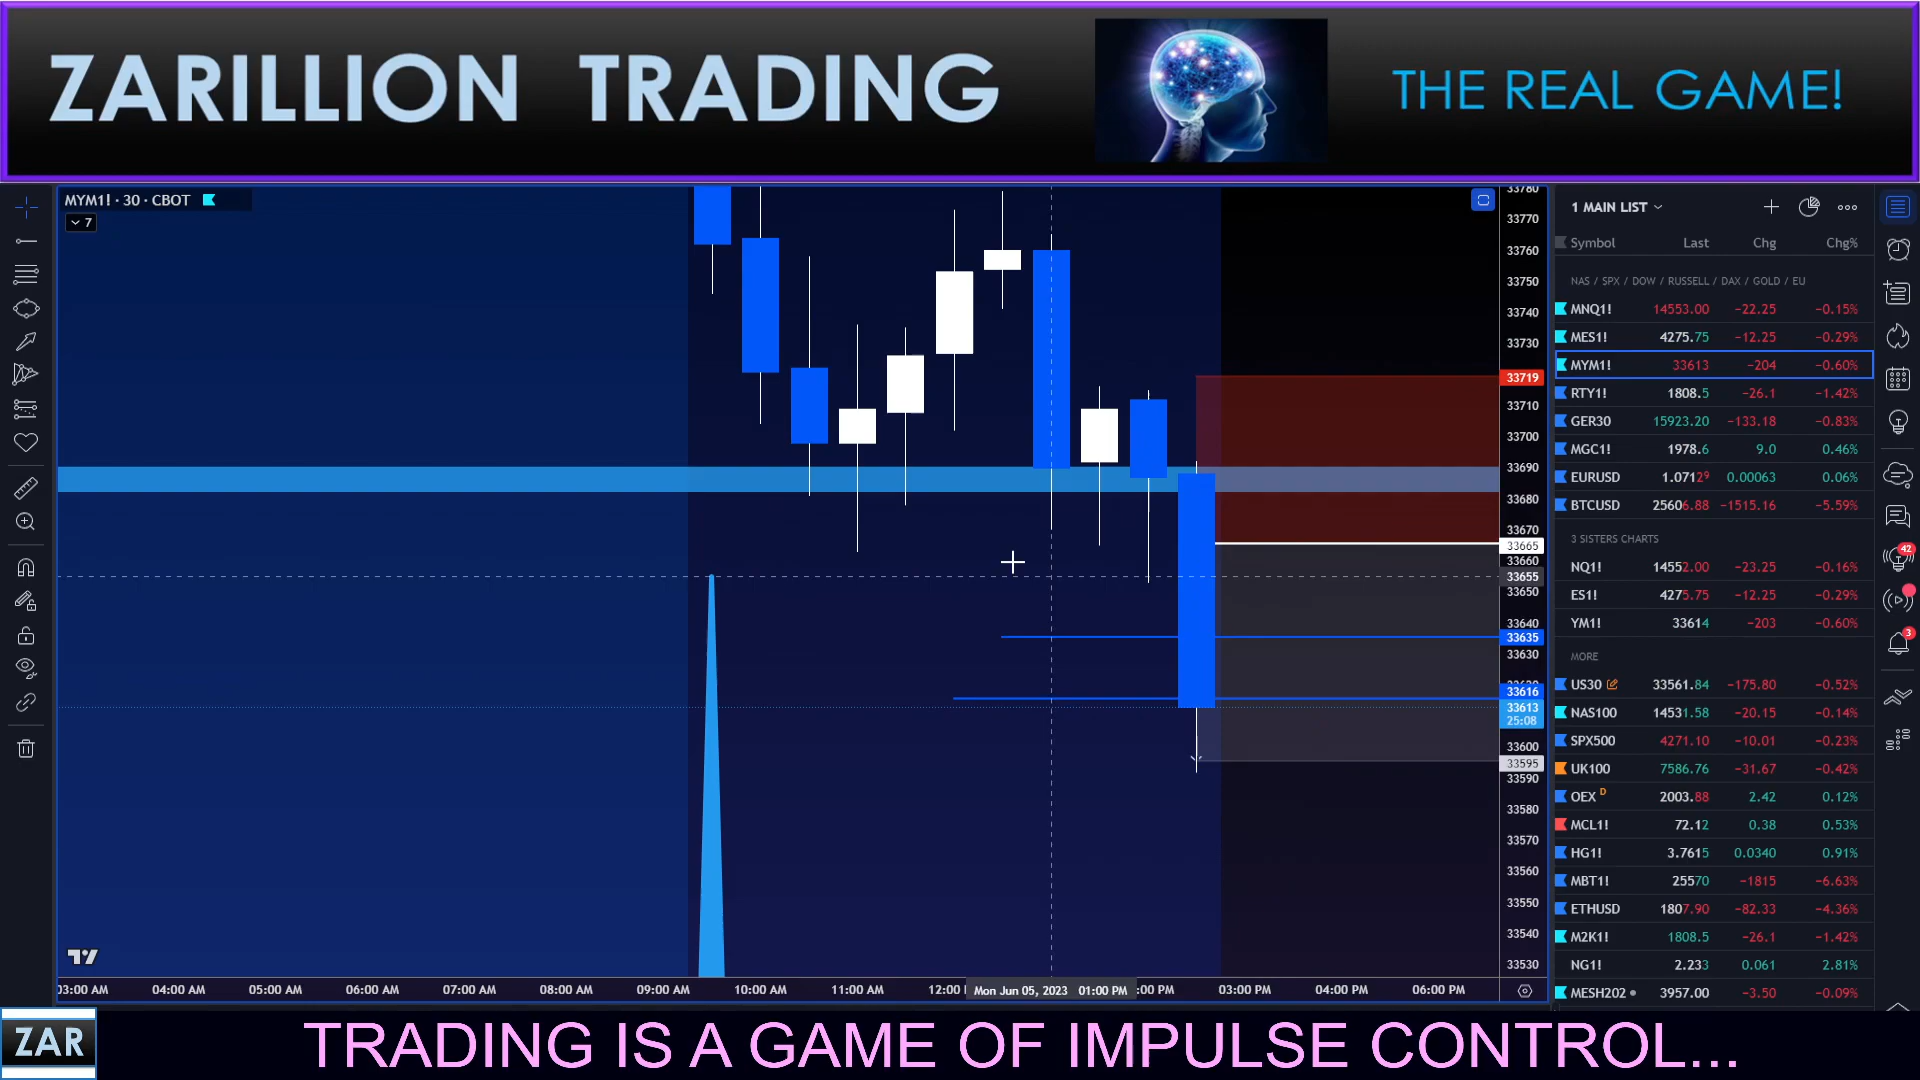 ZARILLION TRADING
THE REAL GAME!
MYM1! · 30 · CBOT
7
33780
33770
33760
33750
33740
33730
33719
33710
33700
33690
33680
33670
33665
33660
33655
33650
33640
33635
33630
33616
33613
25:08
33600
33595
33590
33580
33570
33560
33550
33540
33530
03:00 AM 04:00 AM 05:00 AM 06:00 AM 07:00 AM 08:00 AM 09:00 AM 10:00 AM 11:00 AM 12:00 Mon Jun 05, 2023 01:00 PM :00 PM 03:00 PM 04:00 PM 05:00 PM 06:00 PM
1 MAIN LIST
Symbol Last Chg Chg%
NAS / SPX / DOW / RUSSELL / DAX / GOLD / EU
MNQ1! 14553.00 −22.25 −0.15%
MES1! 4275.75 −12.25 −0.29%
MYM1! 33613 −204 −0.60%
RTY1! 1808.5 −26.1 −1.42%
GER30 15923.20 −133.18 −0.83%
MGC1! 1978.6 9.0 0.46%
EURUSD 1.07129 0.00063 0.06%
BTCUSD 25606.88 −1515.16 −5.59%
3 SISTERS CHARTS
NQ1! 14552.00 −23.25 −0.16%
ES1! 4275.75 −12.25 −0.29%
YM1! 33614 −203 −0.60%
MORE
US30 33561.84 −175.80 −0.52%
NAS100 14531.58 −20.15 −0.14%
SPX500 4271.10 −10.01 −0.23%
UK100 7586.76 −31.67 −0.42%
OEX D 2003.88 2.42 0.12%
MCL1! 72.12 0.38 0.53%
HG1! 3.7615 0.0340 0.91%
MBT1! 25570 −1815 −6.63%
ETHUSD 1807.90 −82.33 −4.36%
M2K1! 1808.5 −26.1 −1.42%
NG1! 2.233 0.061 2.81%
MESH202 3957.00 −3.50 −0.09%
42
3
ZAR
TRADING IS A GAME OF IMPULSE CONTROL...